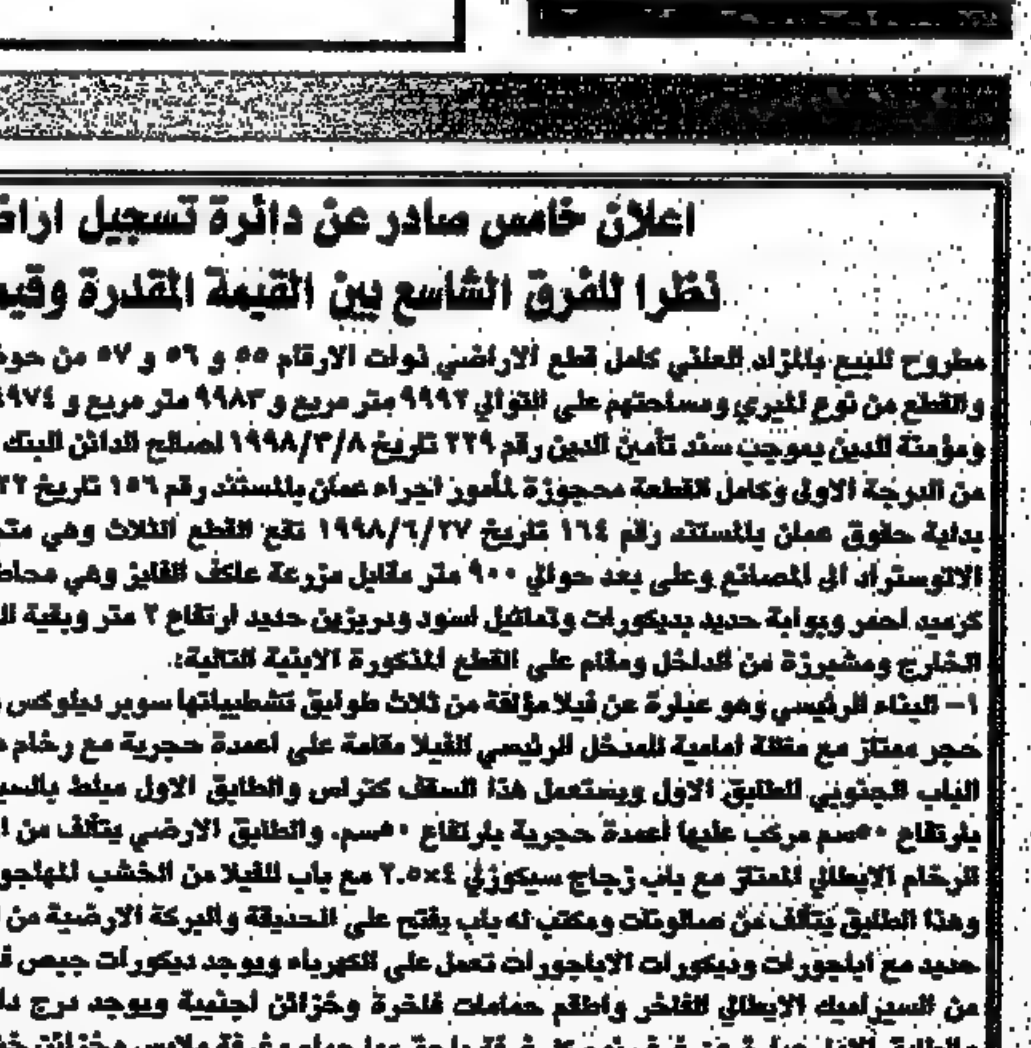 اعلان خامس صادر عن دائرة تسجيل اراض
نظرا للفرق الشاسع بين القيمة المقدرة وقيم
مطروح للبيع بالمزاد العلني كامل قطع الاراضي ذوات الارقام ٥٥ و ٥٦ و ٥٧ من حوض
والقطع من نوع الميري ومساحتهم على التوالي ٩٩٩٢ متر مربع و ٩٩٨٣ متر مربع و ٩٩٧٤
ومؤمنة الدين بموجب سند تأمين الدين رقم ٢٢٩ تاريخ ١٩٩٨/٣/٨ لصالح الدائن البنك
من الدرجة الاولى وكامل القطعة محجوزة لمأمور اجراء عمان بالمستند رقم ١٥٦ تاريخ
بداية حقوق عمان بالمستند رقم ١٦٤ تاريخ ١٩٩٨/٦/٢٧ تقع القطع الثلاث وهي
الاتوستراد الى المصانع وعلى بعد حوالي ٩٠٠ متر مقابل مزرعة عاكف الفايز وهي
كرميد احمر وبوابة حديد بديكورات وتماثيل اسود ودربزين حديد ارتفاع ٢ متر وبقية
الخارج ومشبرزة من الداخل ومقام على القطع المذكورة الابنية التالية:.
١- البناء الرئيسي وهو عبارة عن فيلا مؤلفة من ثلاث طوابق تشطيباتها سوبر ديلوكس
حجر ممتاز مع مظلة امامية للمدخل الرئيسي للفيلا مقامة على اعمدة حجرية مع رخام
الباب الجنوبي للطابق الاول ويستعمل هذا السقف كتراس والطابق الاول مبلط
بارتفاع ٥٠سم مركب عليها اعمدة حجرية بارتفاع ٥٠سم. والطابق الارضي يتألف من
الرخام الايطالي الممتاز مع باب زجاج سيكوزلي ٤×٢.٥ مع باب للفيلا من الخشب
وهذا الطابق يتألف من صالونات ومكتب له باب يفتح على الحديقة والبركة الارضية من
حديد مع اباجورات وديكورات الاباجورات تعمل على الكهرباء ويوجد ديكورات جبص
من السيراميك الايطالي الفاخر واطقم حمامات فاخرة وخزائن اجنبية ويوجد درج